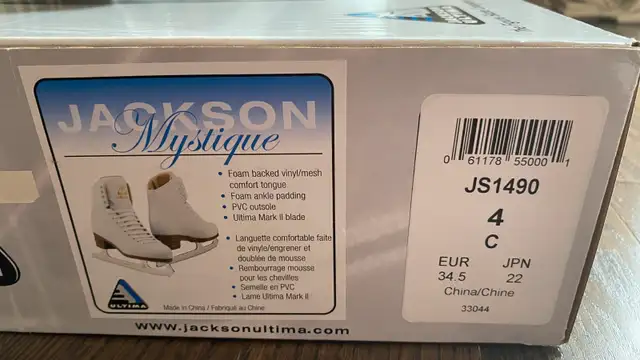 JACKSON
Mystique
• Foam backed vinyl/mesh
comfort tongue
• Foam ankle padding
• PVC outsole
• Ultima Mark II blade
• Languette comfortable faite
de vinyle/engrener et
doublée de mousse
• Rembourrage mousse
pour les chevilles
• Semelle en PVC
• Lame Ultima Mark II
ULTIMA
Made in China / Fabriqué au Chine
www.jacksonultima.com
0 61178 55000 1
JS1490
4
C
EUR JPN
34.5 22
China/Chine
33044